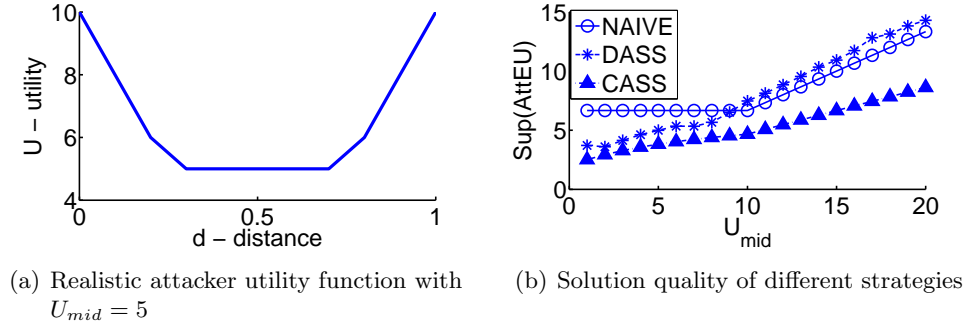 10
8
6
4
0
0.5
1
U − utility
d − distance
15
10
5
0
0
5
10
15
20
Sup(AttEU)
U_mid
NAIVE
DASS
CASS
(a) Realistic attacker utility function with
U_mid = 5
(b) Solution quality of different strategies